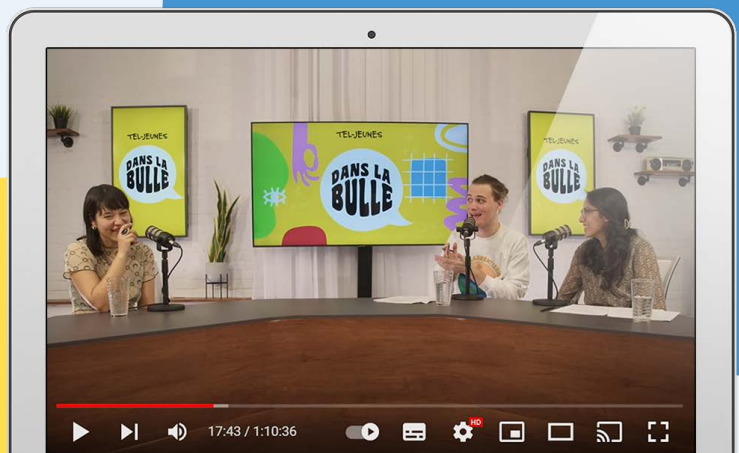 TEL-JEUNES
DANS LA
BULLE
TEL-JEUNES
DANS LA
BULLE
TEL-JEUNES
DANS LA
BULLE
17:43 / 1:10:36
HD